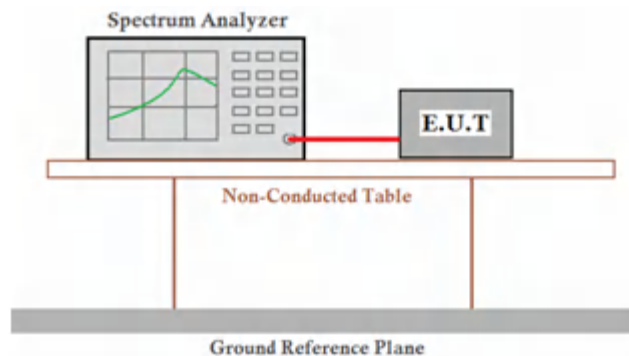 Spectrum Analyzer
E.U.T
Non-Conducted Table
Ground Reference Plane